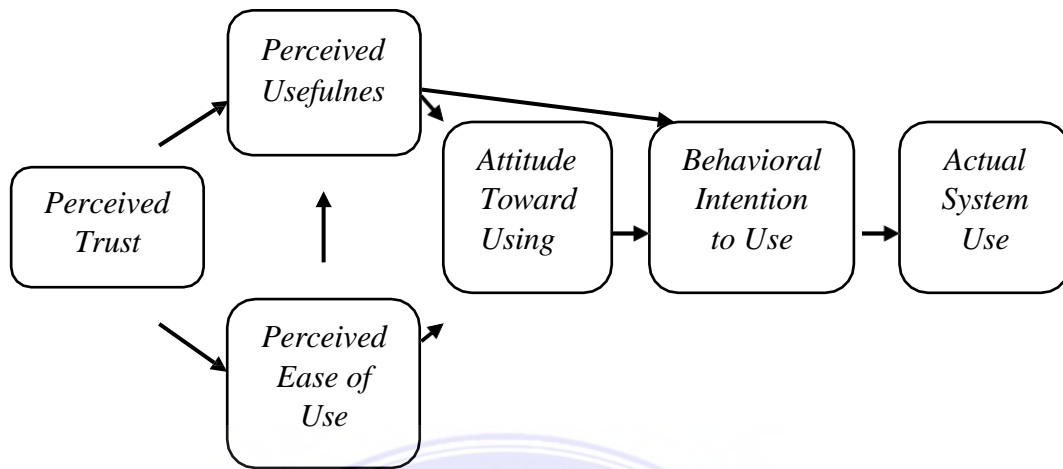 Perceived
Usefulnes
Perceived
Trust
Attitude
Toward
Using
Behavioral
Intention
to Use
Actual
System
Use
Perceived
Ease of
Use